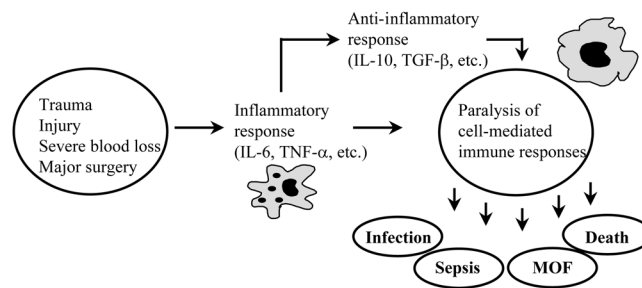 Trauma
Injury
Severe blood loss
Major surgery
Inflammatory
response
(IL-6, TNF-α, etc.)
Anti-inflammatory
response
(IL-10, TGF-β, etc.)
Paralysis of
cell-mediated
immune responses
Infection
Sepsis
MOF
Death